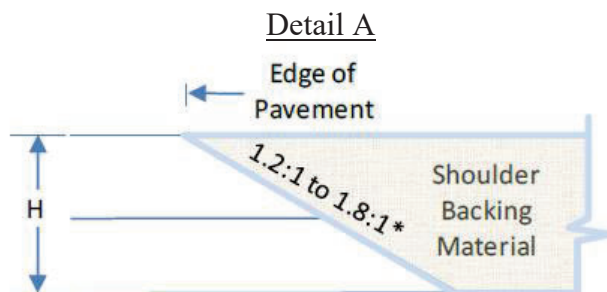 Detail A
Edge of
Pavement
1.2:1 to 1.8:1*
H
Shoulder
Backing
Material